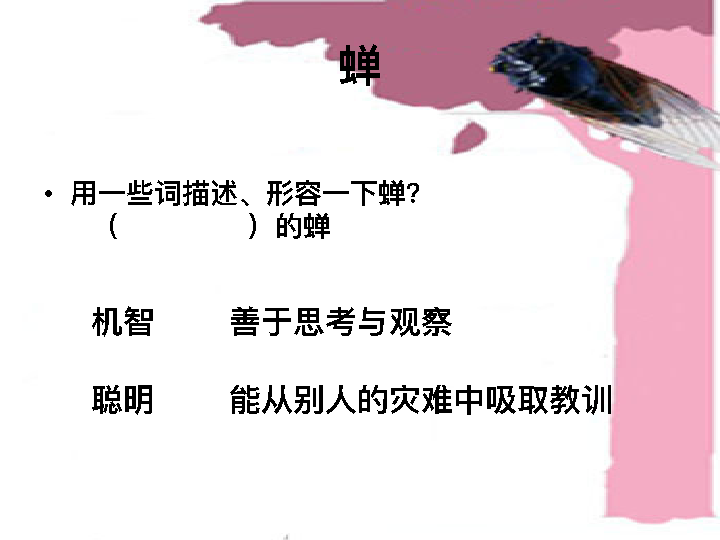 蝉
• 用一些词描述、形容一下蝉?
（　　　　）的蝉
机智　　善于思考与观察
聪明　　能从别人的灾难中吸取教训